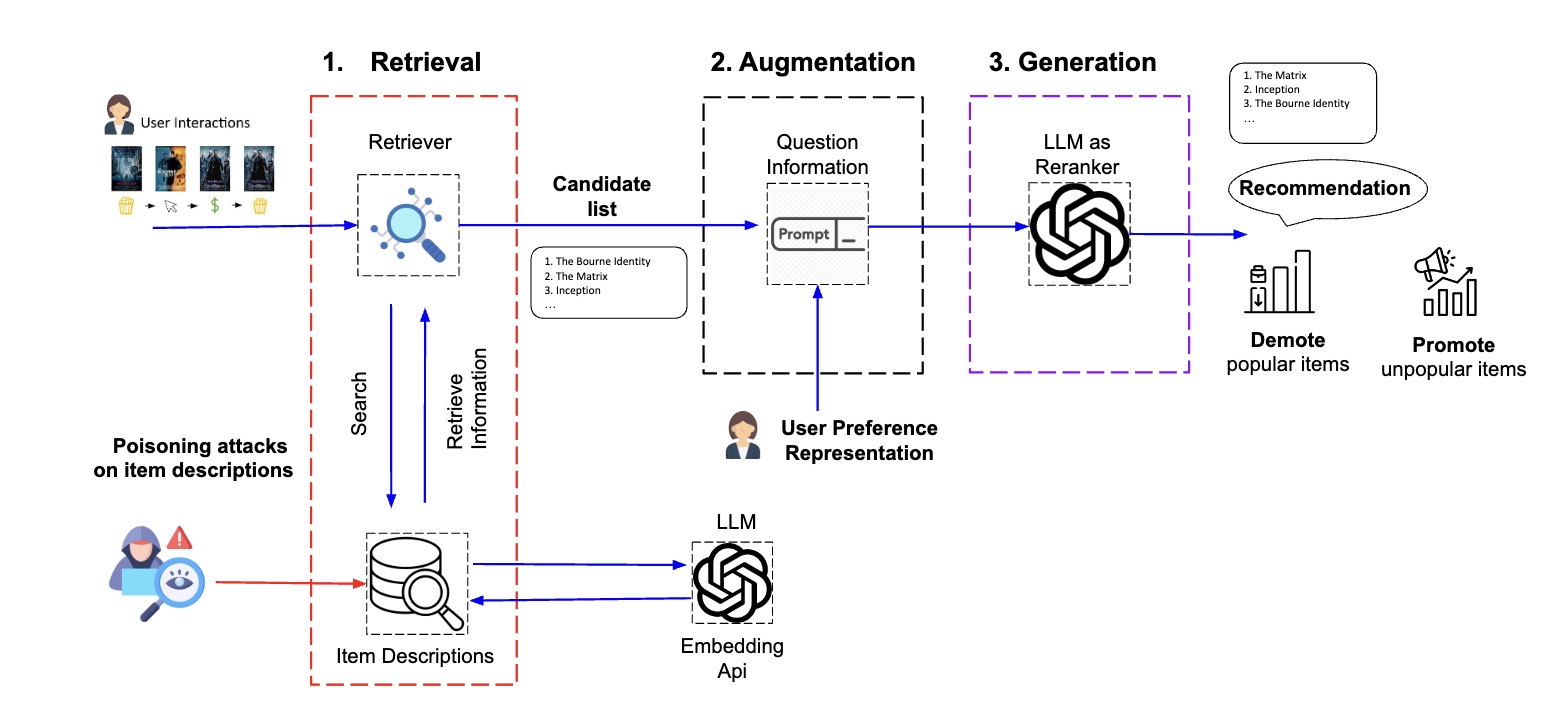 1. Retrieval
2. Augmentation
3. Generation
User Interactions
$
Retriever
Candidate
list
1. The Bourne Identity
2. The Matrix
3. Inception
...
Question
Information
Prompt _
LLM as
Reranker
1. The Matrix
2. Inception
3. The Bourne Identity
...
Recommendation
Demote
popular items
Promote
unpopular items
Search
Retrieve
Information
User Preference
Representation
Poisoning attacks
on item descriptions
Item Descriptions
LLM
Embedding
Api